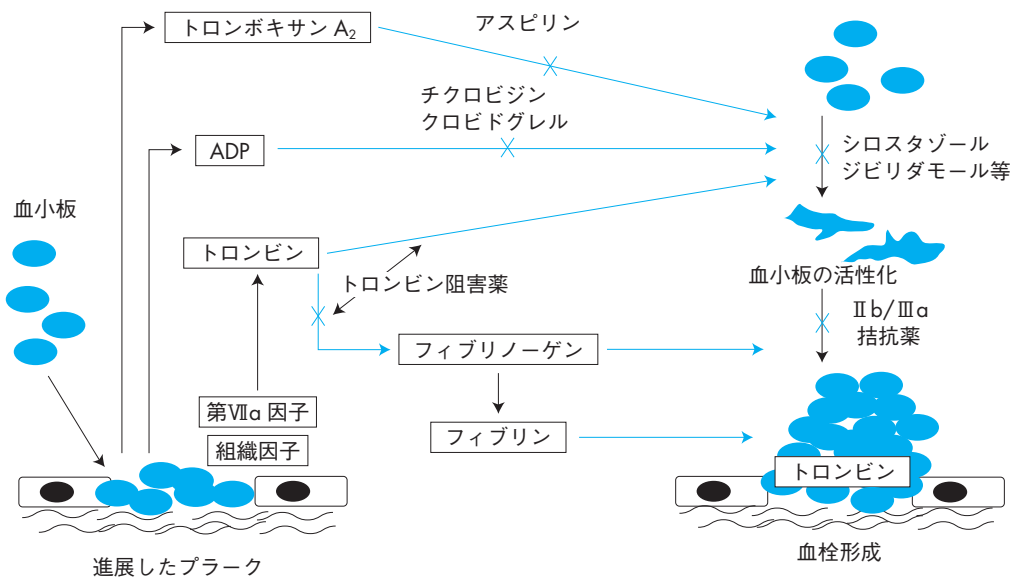 トロンボキサン A₂
アスピリン
チクロビジン
クロビドグレル
ADP
シロスタゾール
ジビリダモール等
血小板
トロンビン
トロンビン阻害薬
血小板の活性化
Ⅱb/Ⅲa
拮抗薬
フィブリノーゲン
第Ⅶa 因子
組織因子
フィブリン
トロンビン
進展したプラーク
血栓形成